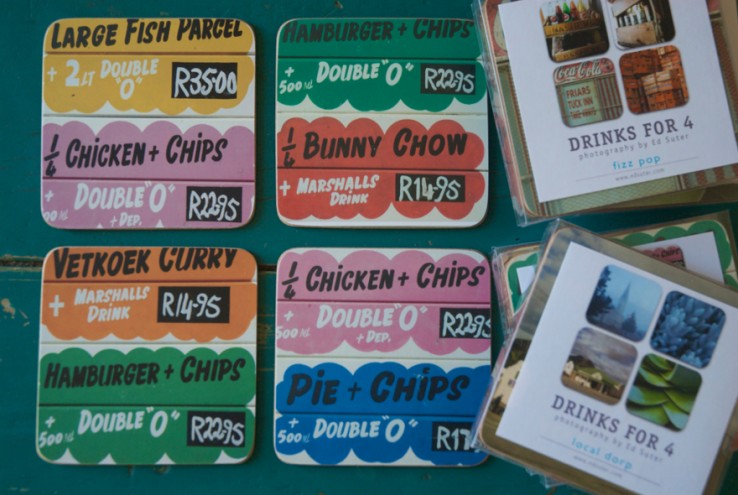 LARGE FISH PARCEL
+ 2LT DOUBLE "O" R35-00
1/4 CHICKEN + CHIPS
DOUBLE "O" + DEP. R22-95
HAMBURGER + CHIPS
+ 500ML DOUBLE "O" R22-95
1/4 BUNNY CHOW
+ MARSHALLS DRINK R14-95
VETKOEK CURRY
+ MARSHALLS DRINK R14-95
HAMBURGER + CHIPS
+ 500ML DOUBLE "O" R22-95
1/4 CHICKEN + CHIPS
+ 500ML DOUBLE "O" + DEP. R22-95
PIE + CHIPS
+ 500ML DOUBLE "O"
Coca-Cola
FRIARS
TUCK INN
DRINKS FOR 4
photography by Ed Suter
fizz pop
DRINKS FOR 4
photography by Ed Suter
local dorp